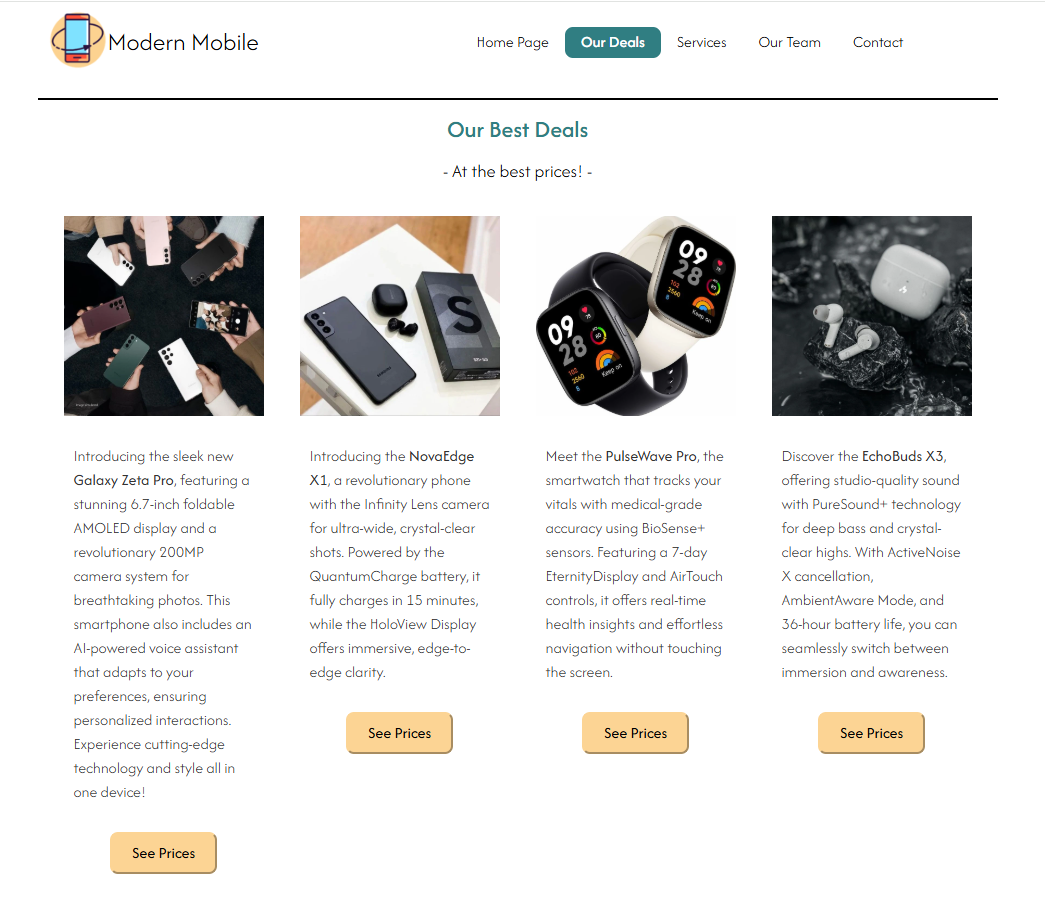 Modern Mobile
Home Page
Our Deals
Services
Our Team
Contact
Our Best Deals
- At the best prices! -
Introducing the sleek new
Galaxy Zeta Pro, featuring a
stunning 6.7-inch foldable
AMOLED display and a
revolutionary 200MP
camera system for
breathtaking photos. This
smartphone also includes an
AI-powered voice assistant
that adapts to your
preferences, ensuring
personalized interactions.
Experience cutting-edge
technology and style all in
one device!
See Prices
SAMSUNG
S
Introducing the NovaEdge
X1, a revolutionary phone
with the Infinity Lens camera
for ultra-wide, crystal-clear
shots. Powered by the
QuantumCharge battery, it
fully charges in 15 minutes,
while the HoloView Display
offers immersive, edge-to-
edge clarity.
See Prices
09
28
102
2560
8
Keep on
09
28
102
2560
8
Keep on
Meet the PulseWave Pro, the
smartwatch that tracks your
vitals with medical-grade
accuracy using BioSense+
sensors. Featuring a 7-day
EternityDisplay and AirTouch
controls, it offers real-time
health insights and effortless
navigation without touching
the screen.
See Prices
Discover the EchoBuds X3,
offering studio-quality sound
with PureSound+ technology
for deep bass and crystal-
clear highs. With ActiveNoise
X cancellation,
AmbientAware Mode, and
36-hour battery life, you can
seamlessly switch between
immersion and awareness.
See Prices